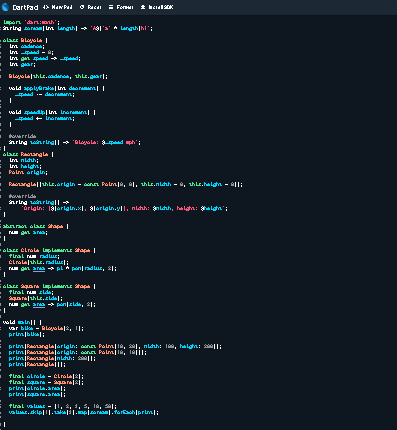 DartPad <> New Pad Reset Format Install SDK
import 'dart:math';
String scream(int length) => "A${'a' * length}h!";
class Bicycle {
int cadence;
int _speed = 0;
int get speed => _speed;
int gear;
Bicycle(this.cadence, this.gear);
void applyBrake(int decrement) {
_speed -= decrement;
}
void speedUp(int increment) {
_speed += increment;
}
@override
String toString() => 'Bicycle: $_speed mph';
}
class Rectangle {
int width;
int height;
Point origin;
Rectangle({this.origin = const Point(0, 0), this.width = 0, this.height = 0});
@override
String toString() =>
'Origin: (${origin.x}, ${origin.y}), width: $width, height: $height';
}
abstract class Shape {
num get area;
}
class Circle implements Shape {
final num radius;
Circle(this.radius);
num get area => pi * pow(radius, 2);
}
class Square implements Shape {
final num side;
Square(this.side);
num get area => pow(side, 2);
}
void main() {
var bike = Bicycle(2, 1);
print(bike);
print(Rectangle(origin: const Point(10, 20), width: 100, height: 200));
print(Rectangle(origin: const Point(10, 10)));
print(Rectangle(width: 200));
print(Rectangle());
final circle = Circle(2);
final square = Square(2);
print(circle.area);
print(square.area);
final values = [1, 2, 3, 5, 10, 50];
values.skip(1).take(3).map(scream).forEach(print);
}